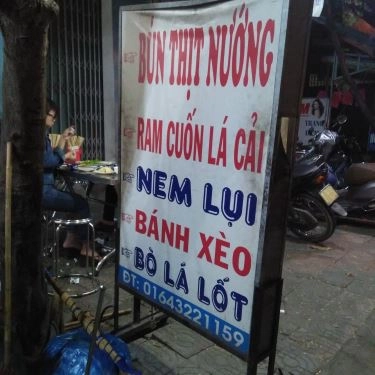 BÚN THỊT NƯỚNG
RAM CUỐN LÁ CẢI
NEM LỤI
BÁNH XÈO
BÒ LÁ LỐT
ĐT: 01643221159